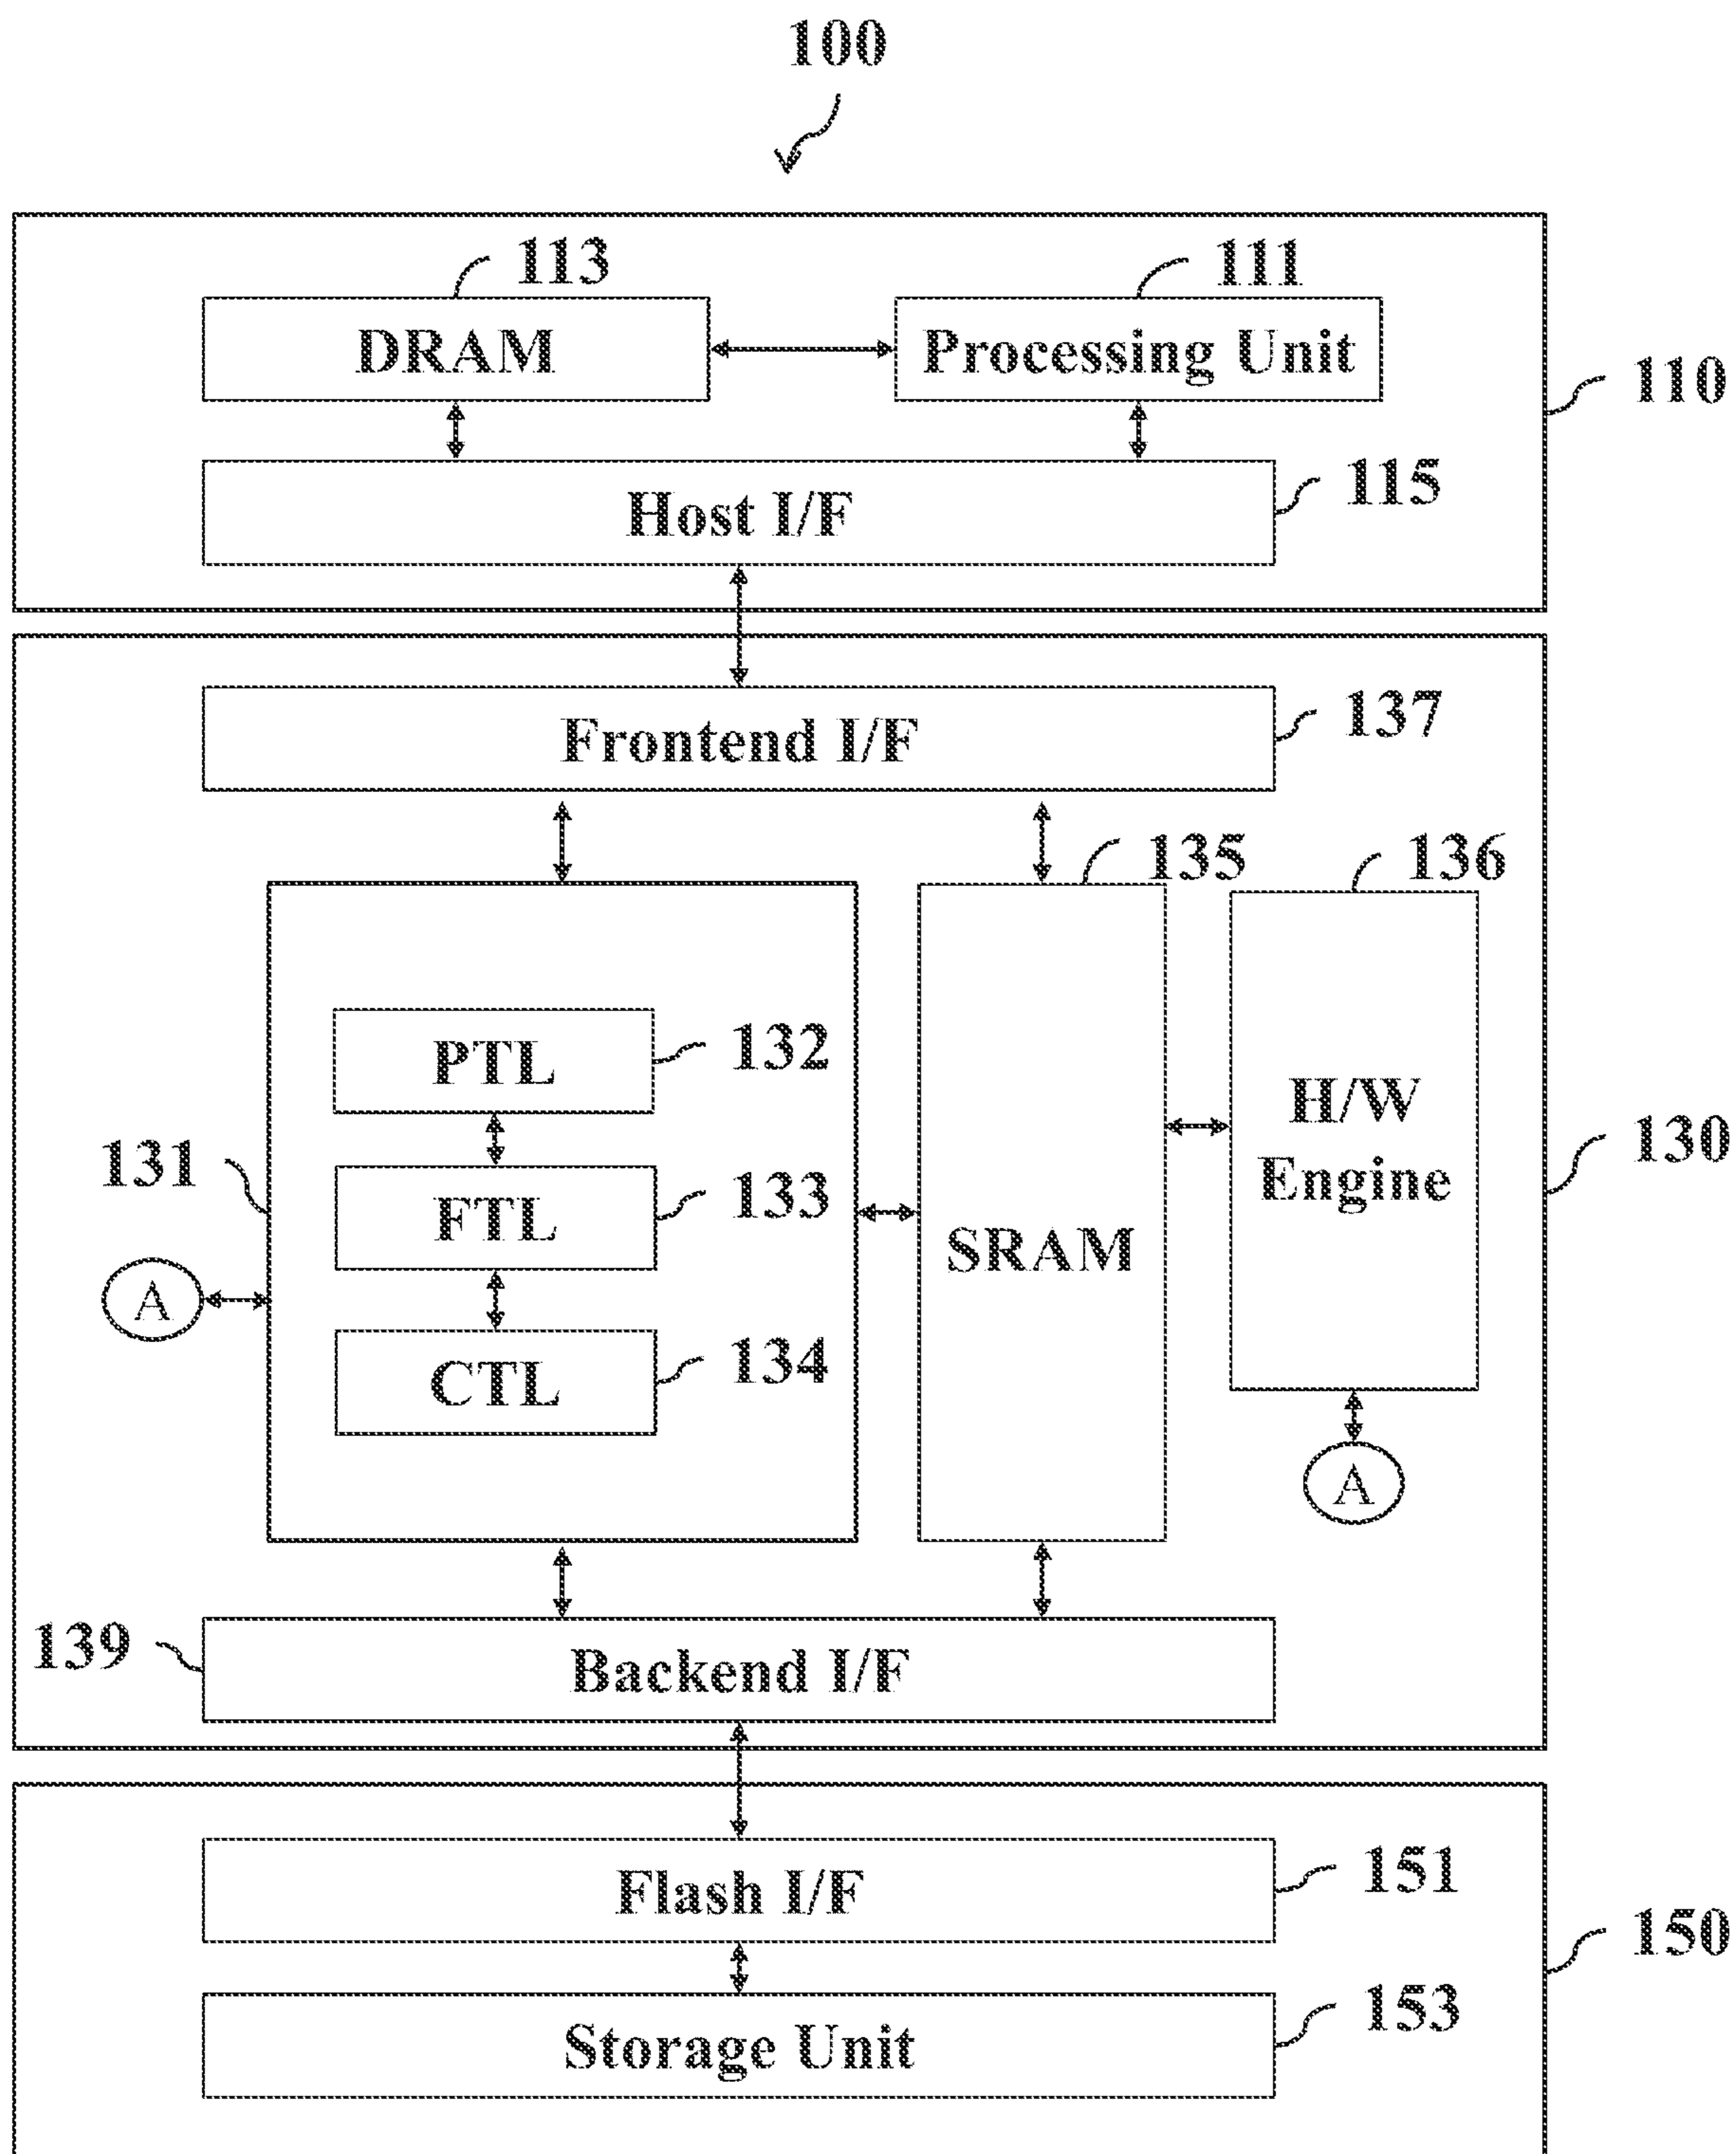 100
113
111
DRAM
Processing Unit
110
115
Host I/F
137
Frontend I/F
135
136
PTL
132
H/W
Engine
130
131
FTL
133
SRAM
A
CTL
134
A
139
Backend I/F
151
Flash I/F
150
153
Storage Unit